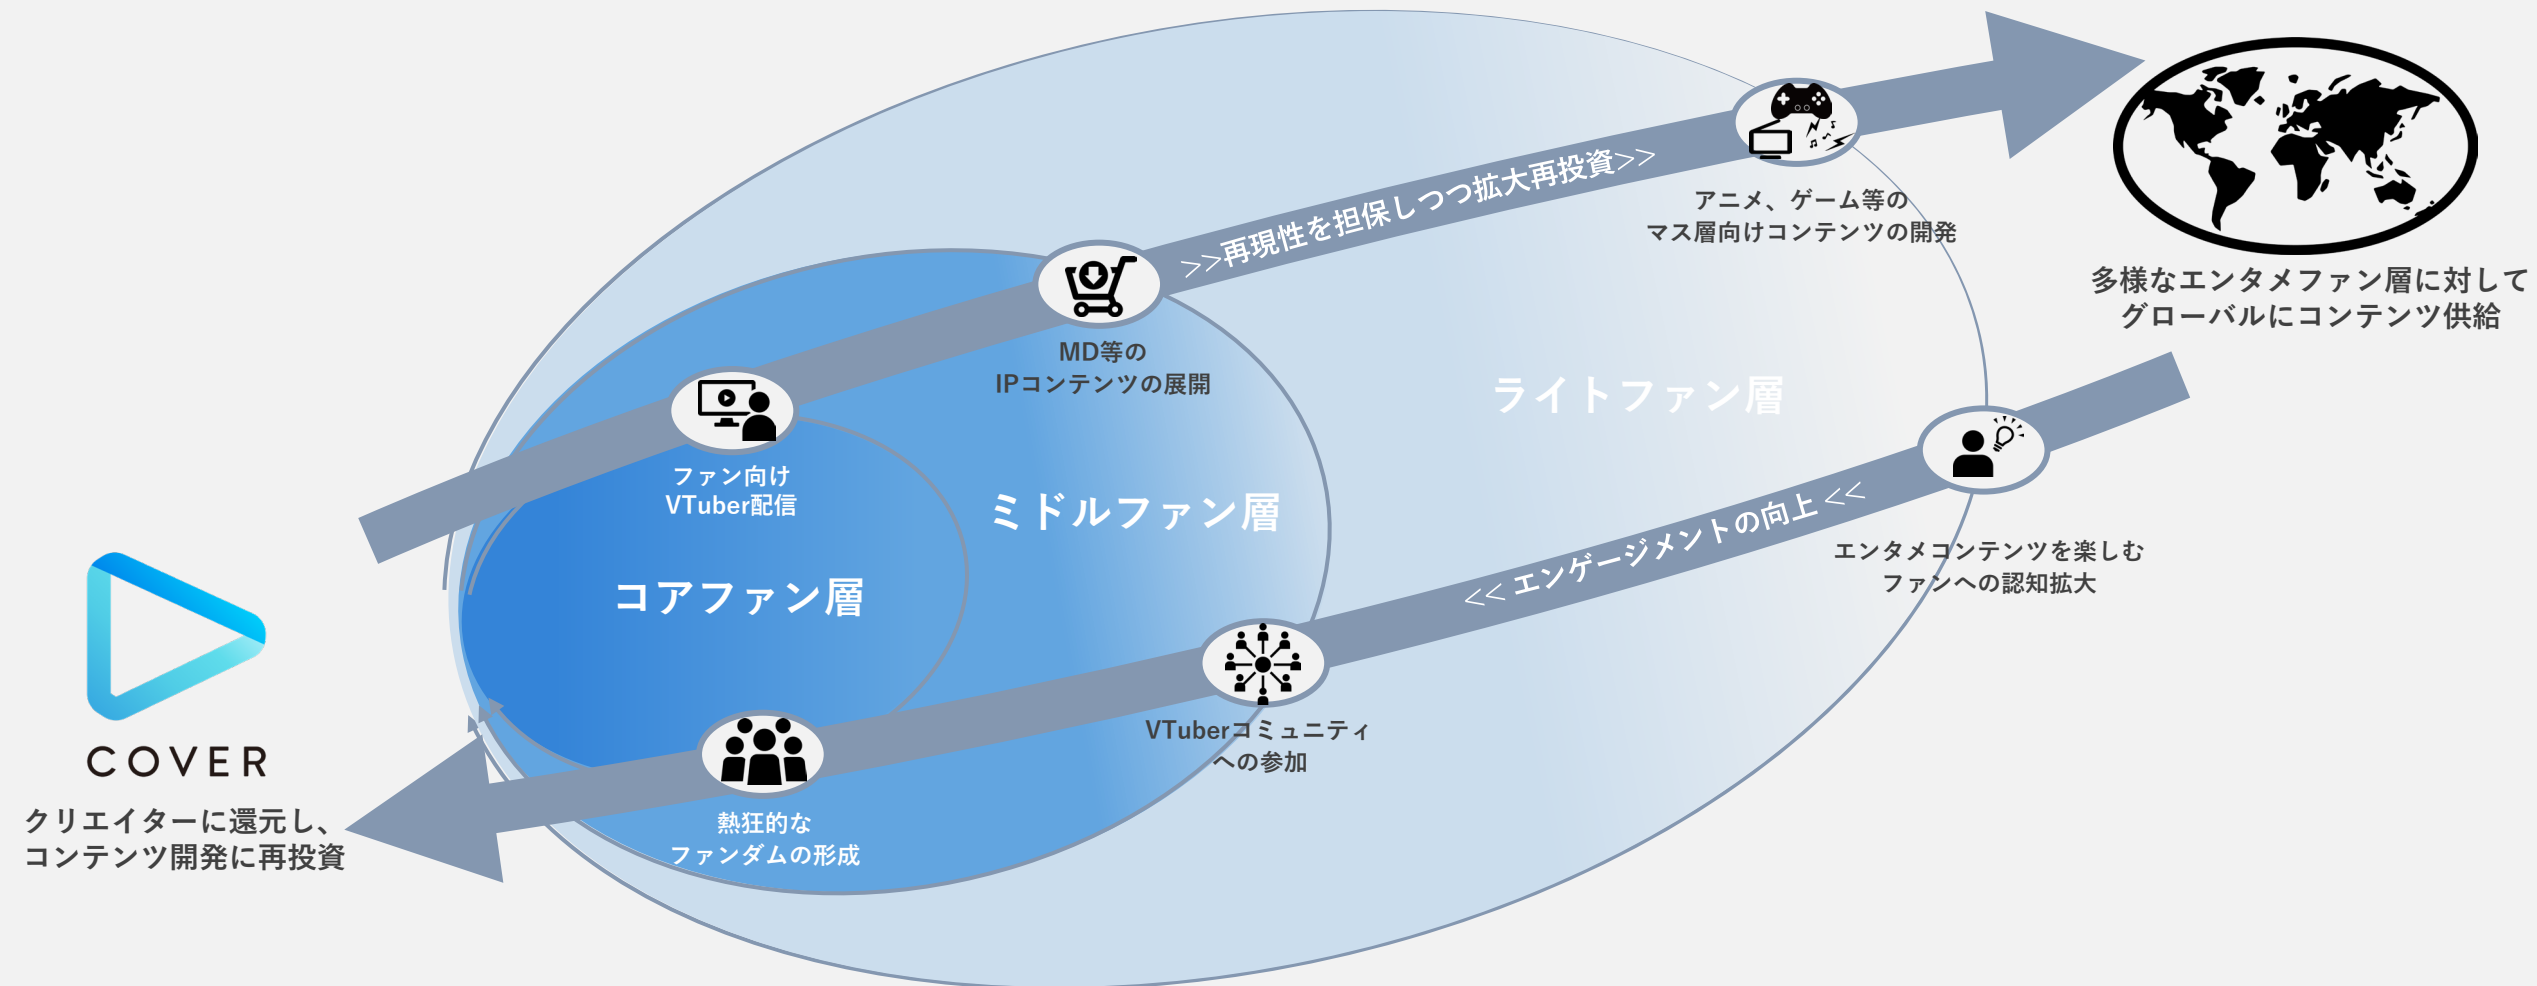 アニメ、ゲーム等の
マス層向けコンテンツの開発
>>再現性を担保しつつ拡大再投資>>
多様なエンタメファン層に対して
グローバルにコンテンツ供給
MD等の
IPコンテンツの展開
ライトファン層
ファン向け
VTuber配信
ミドルファン層
コアファン層
<< エンゲージメントの向上 <<
エンタメコンテンツを楽しむ
ファンへの認知拡大
VTuberコミュニティ
への参加
COVER
クリエイターに還元し、
コンテンツ開発に再投資
熱狂的な
ファンダムの形成